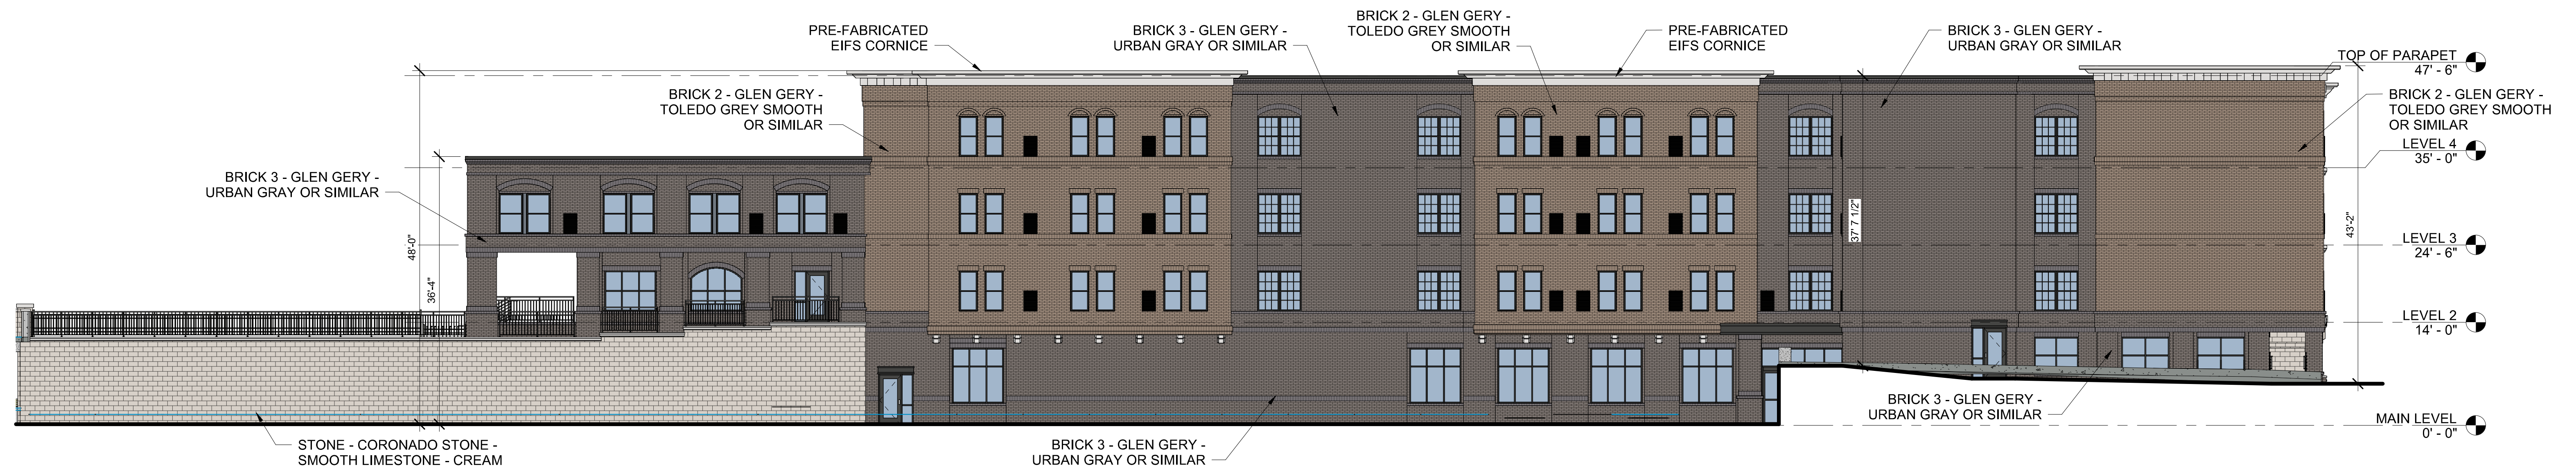 PRE-FABRICATED
EIFS CORNICE
BRICK 3 - GLEN GERY -
URBAN GRAY OR SIMILAR
BRICK 2 - GLEN GERY -
TOLEDO GREY SMOOTH
OR SIMILAR
PRE-FABRICATED
EIFS CORNICE
BRICK 3 - GLEN GERY -
URBAN GRAY OR SIMILAR
TOP OF PARAPET
47' - 6"
BRICK 2 - GLEN GERY -
TOLEDO GREY SMOOTH
OR SIMILAR
BRICK 2 - GLEN GERY -
TOLEDO GREY SMOOTH
OR SIMILAR
LEVEL 4
35' - 0"
BRICK 3 - GLEN GERY -
URBAN GRAY OR SIMILAR
48'-0"
36'-4"
37' 7 1/2"
43'-2"
LEVEL 3
24' - 6"
LEVEL 2
14' - 0"
BRICK 3 - GLEN GERY -
URBAN GRAY OR SIMILAR
MAIN LEVEL
0' - 0"
STONE - CORONADO STONE -
SMOOTH LIMESTONE - CREAM
BRICK 3 - GLEN GERY -
URBAN GRAY OR SIMILAR